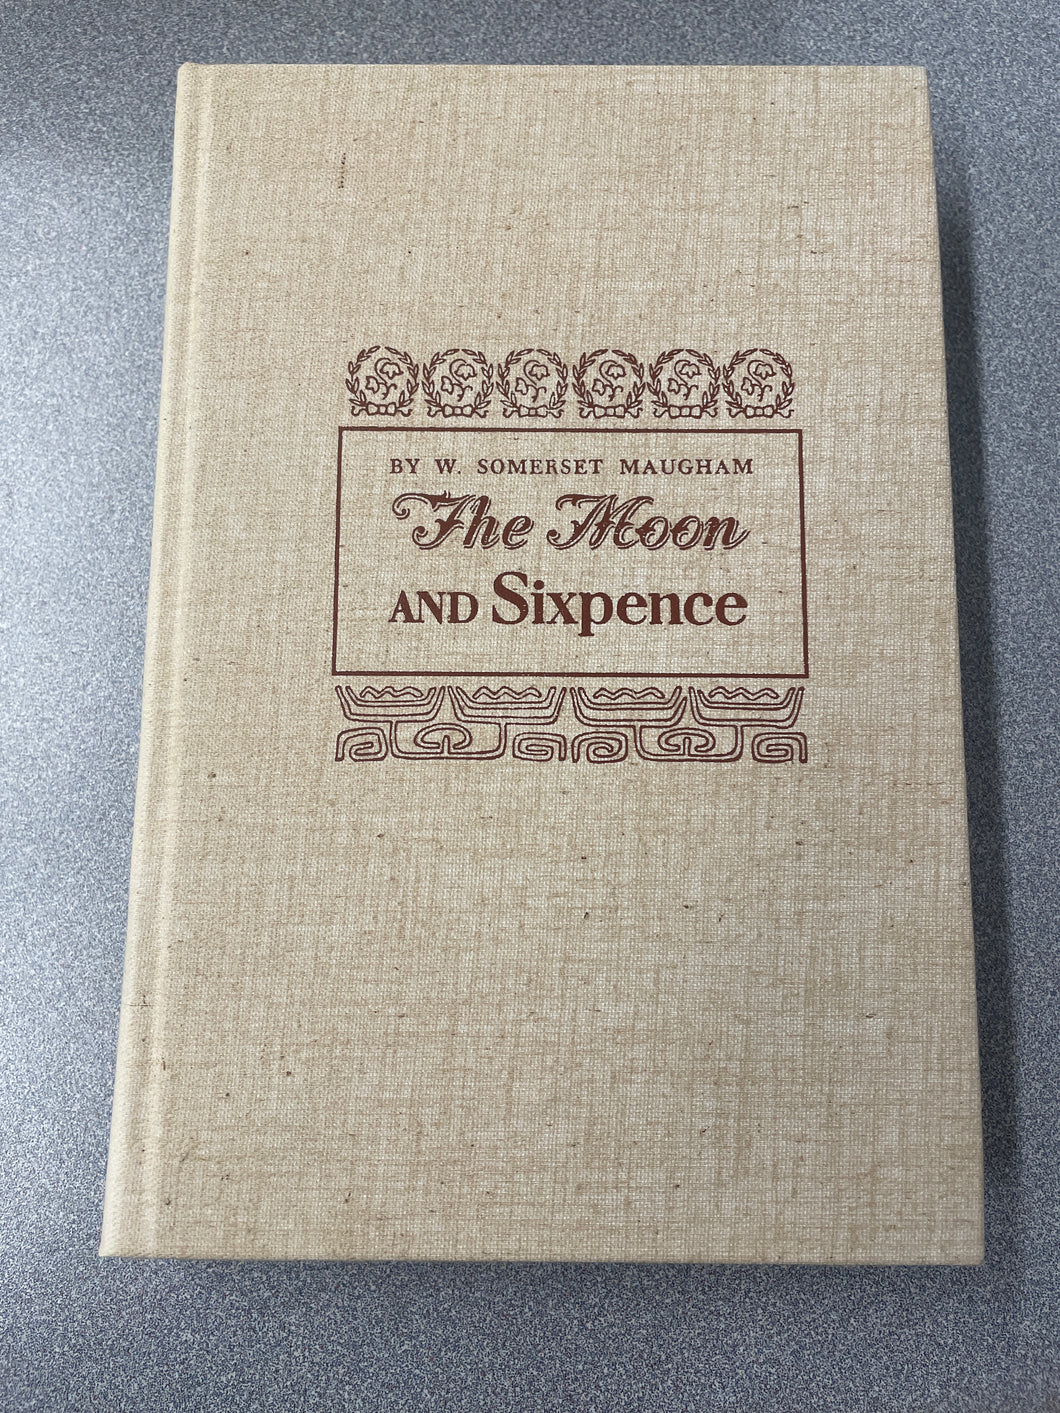 BY W. SOMERSET MAUGHAM
The Moon
AND Sixpence